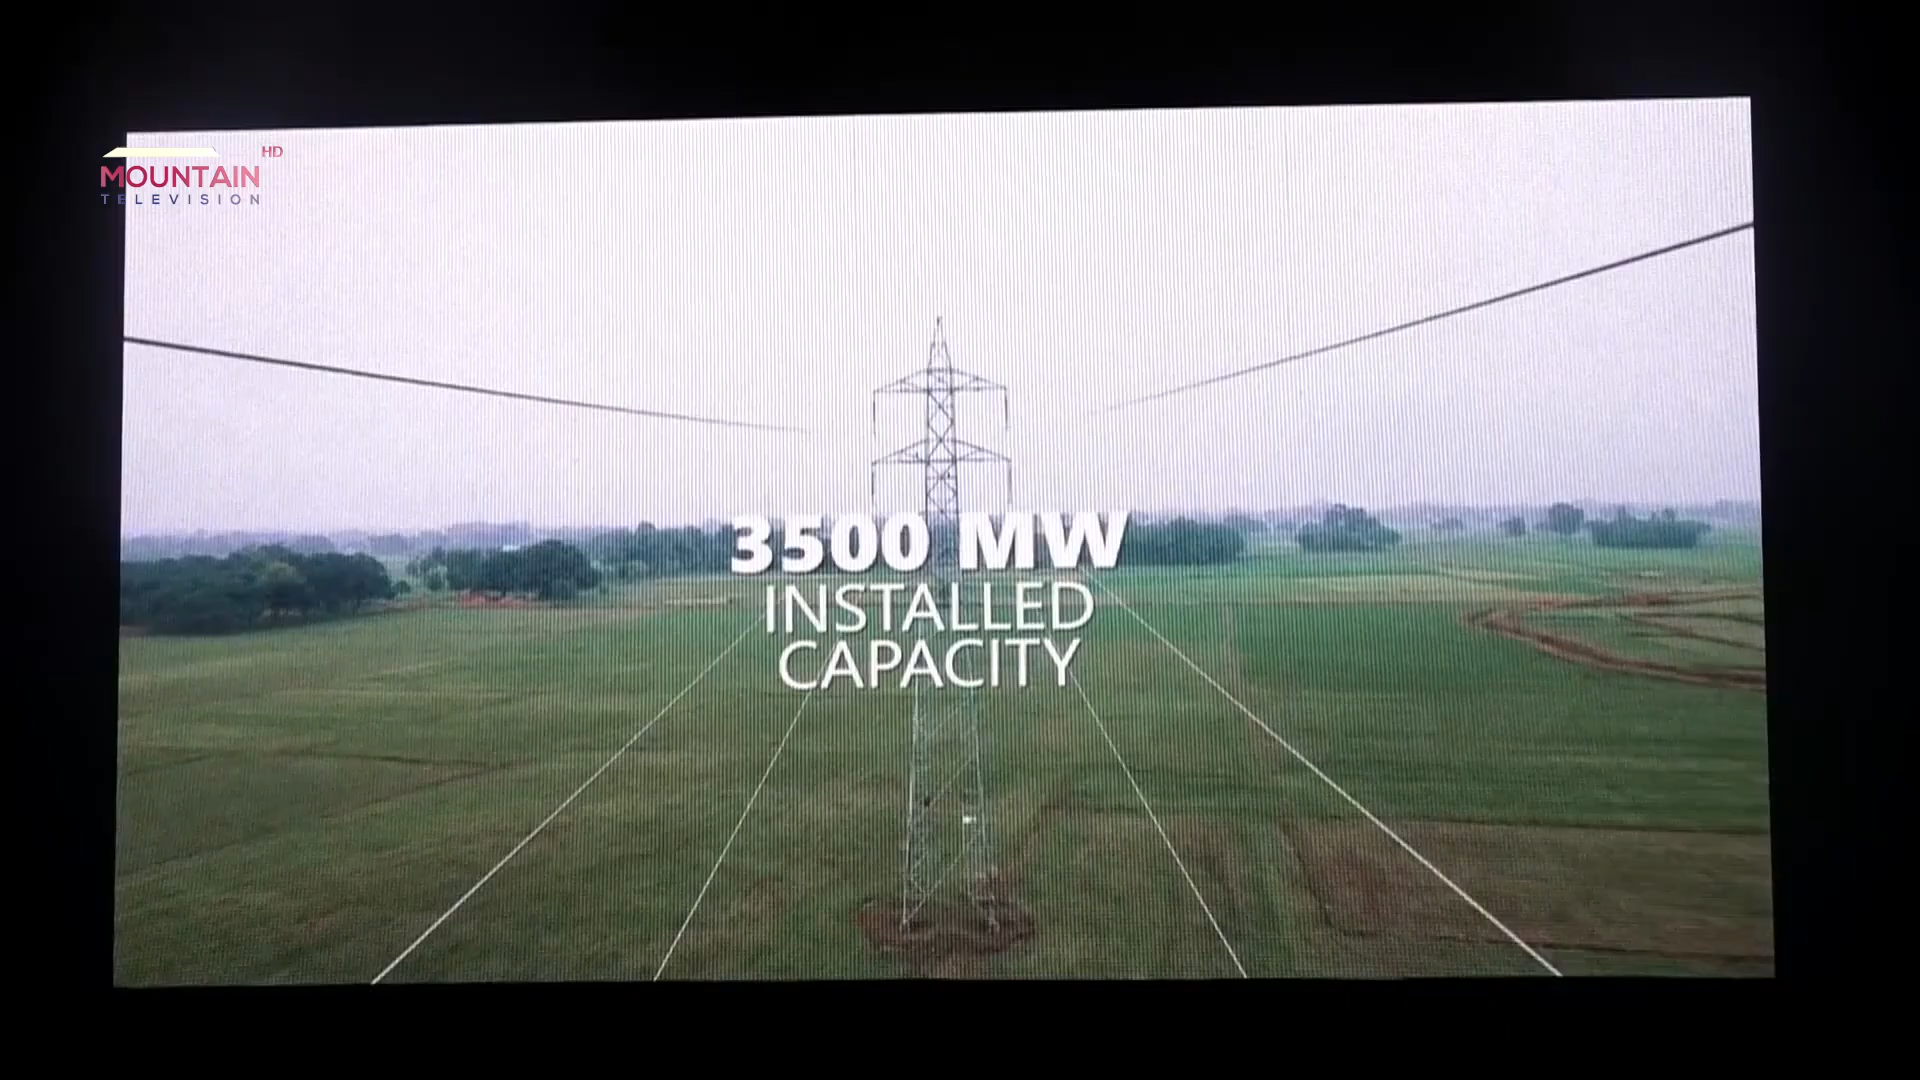 HD
MOUNTAIN
TELEVISION
3500 MW
INSTALLED
CAPACITY